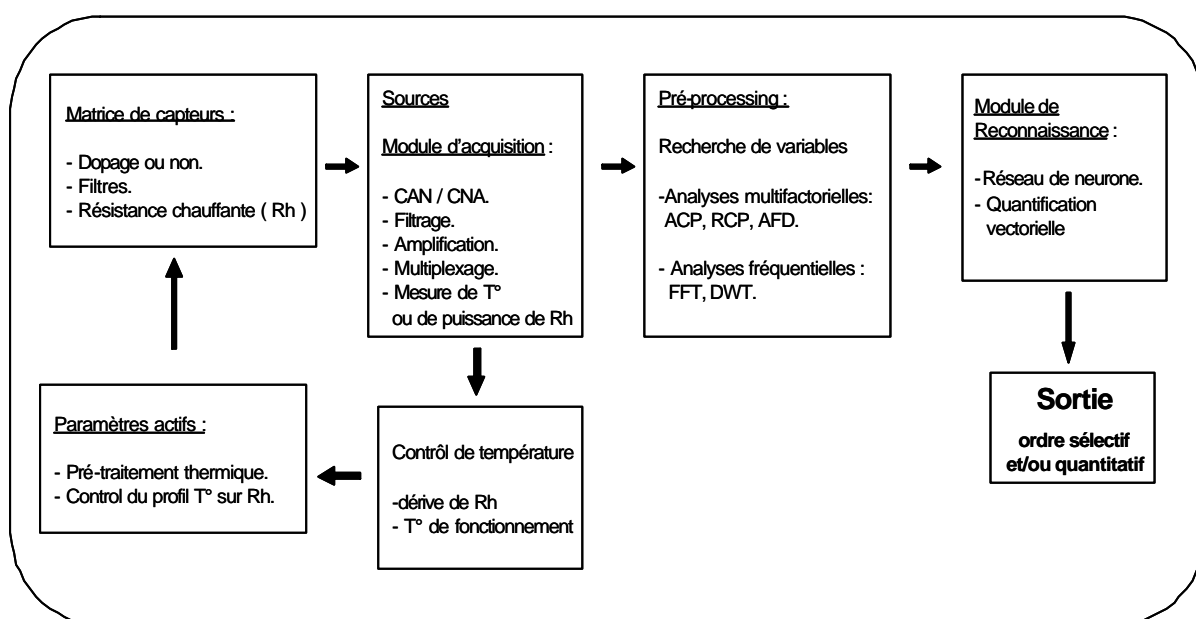 Matrice de capteurs :
- Dopage ou non.
- Filtres.
- Résistance chauffante ( Rh )
Sources
Module d'acquisition :
- CAN / CNA.
- Filtrage.
- Amplification.
- Multiplexage.
- Mesure de T°
ou de puissance de Rh
Pré-processing :
Recherche de variables
-Analyses multifactorielles:
ACP, RCP, AFD.
- Analyses fréquentielles :
FFT, DWT.
Module de
Reconnaissance :
-Réseau de neurone.
- Quantification
vectorielle
Paramètres actifs :
- Pré-traitement thermique.
- Control du profil T° sur Rh.
Contrôl de température
-dérive de Rh
- T° de fonctionnement
Sortie
ordre sélectif
et/ou quantitatif